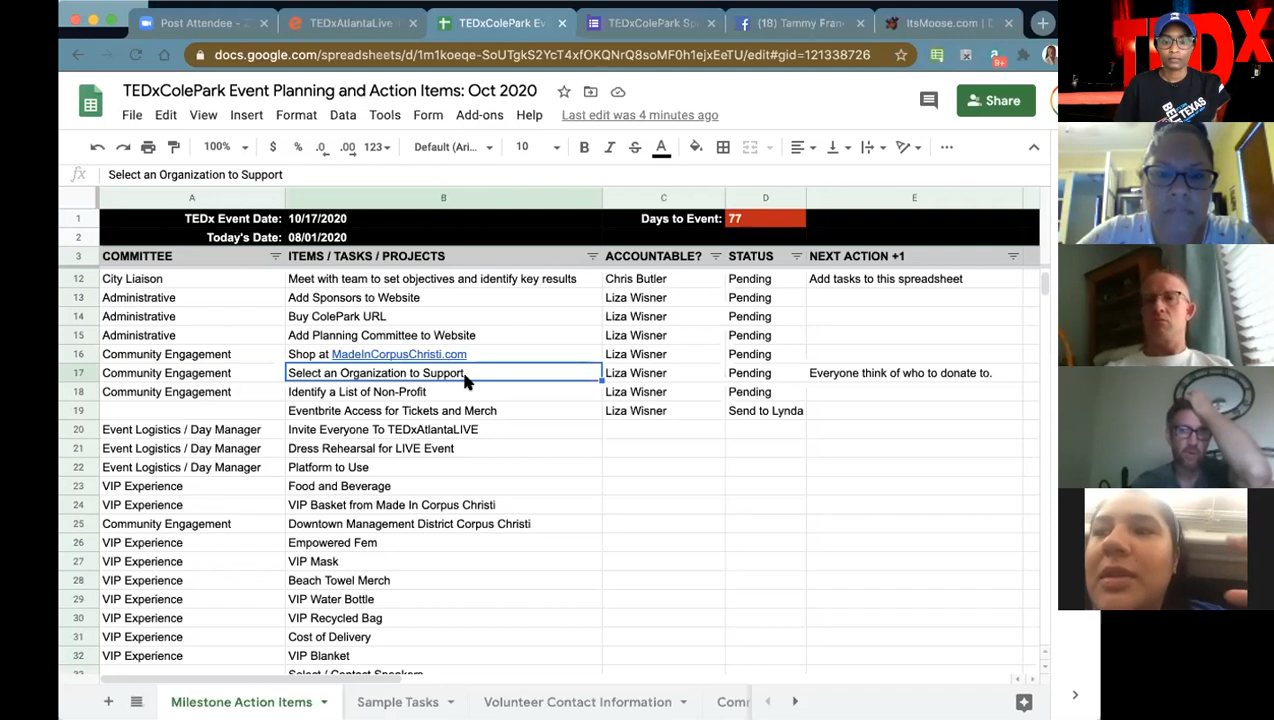 Post Attendee -
TEDxAtlantaLive
TEDxColePark Ev
TEDxColePark Sp
(18) Tammy Fran
ItsMoose.com | D
docs.google.com/spreadsheets/d/1m1koeqe-SoUTgkS2YcT4xfOKQNrQ8soMF0h1ejxEeTU/edit#gid=121338726
9+
TEDxColePark Event Planning and Action Items: Oct 2020
File Edit View Insert Format Data Tools Form Add-ons Help Last edit was 4 minutes ago
Share
100% $ % .0 .00 123 Default (Ari... 10 B I S A
fx Select an Organization to Support
A B C D E
1 TEDx Event Date: 10/17/2020 Days to Event: 77
2 Today's Date: 08/01/2020
3 COMMITTEE ITEMS / TASKS / PROJECTS ACCOUNTABLE? STATUS NEXT ACTION +1
12 City Liaison Meet with team to set objectives and identify key results Chris Butler Pending Add tasks to this spreadsheet
13 Administrative Add Sponsors to Website Liza Wisner Pending
14 Administrative Buy ColePark URL Liza Wisner Pending
15 Administrative Add Planning Committee to Website Liza Wisner Pending
16 Community Engagement Shop at MadeInCorpusChristi.com Liza Wisner Pending
17 Community Engagement Select an Organization to Support Liza Wisner Pending Everyone think of who to donate to.
18 Community Engagement Identify a List of Non-Profit Liza Wisner Pending
19 Eventbrite Access for Tickets and Merch Liza Wisner Send to Lynda
20 Event Logistics / Day Manager Invite Everyone To TEDxAtlantaLIVE
21 Event Logistics / Day Manager Dress Rehearsal for LIVE Event
22 Event Logistics / Day Manager Platform to Use
23 VIP Experience Food and Beverage
24 VIP Experience VIP Basket from Made In Corpus Christi
25 Community Engagement Downtown Management District Corpus Christi
26 VIP Experience Empowered Fem
27 VIP Experience VIP Mask
28 VIP Experience Beach Towel Merch
29 VIP Experience VIP Water Bottle
30 VIP Experience VIP Recycled Bag
31 VIP Experience Cost of Delivery
32 VIP Experience VIP Blanket
Select / Contact Speakers
Milestone Action Items Sample Tasks Volunteer Contact Information Comr
TEDx
TEXAS